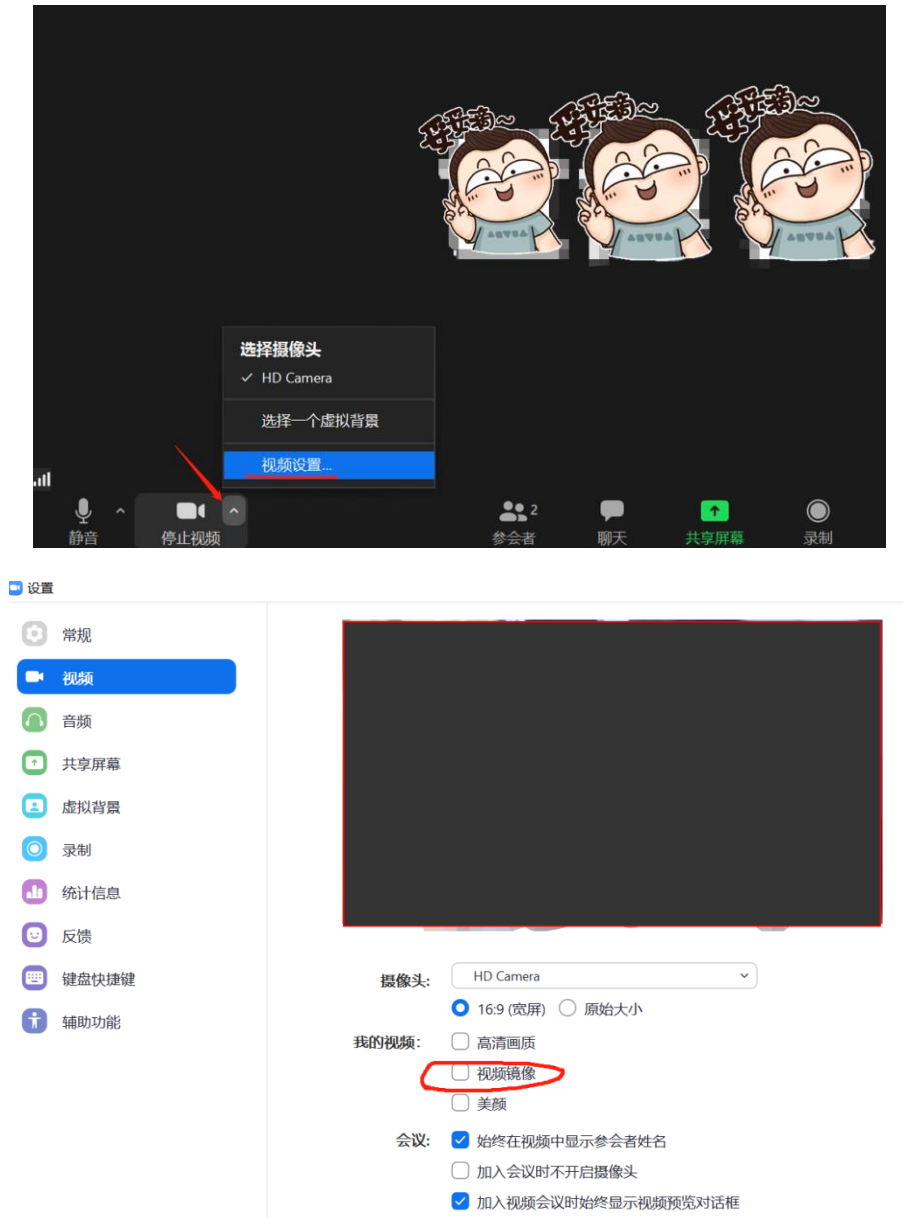 妥妥滴~
妥妥滴~
妥妥滴~
选择摄像头
HD Camera
选择一个虚拟背景
视频设置...
静音
停止视频
2
参会者
聊天
共享屏幕
录制
设置
常规
视频
音频
共享屏幕
虚拟背景
录制
统计信息
反馈
键盘快捷键
辅助功能
摄像头: HD Camera
16:9 (宽屏) 原始大小
我的视频: 高清画质
视频镜像
美颜
会议: 始终在视频中显示参会者姓名
加入会议时不开启摄像头
加入视频会议时始终显示视频预览对话框